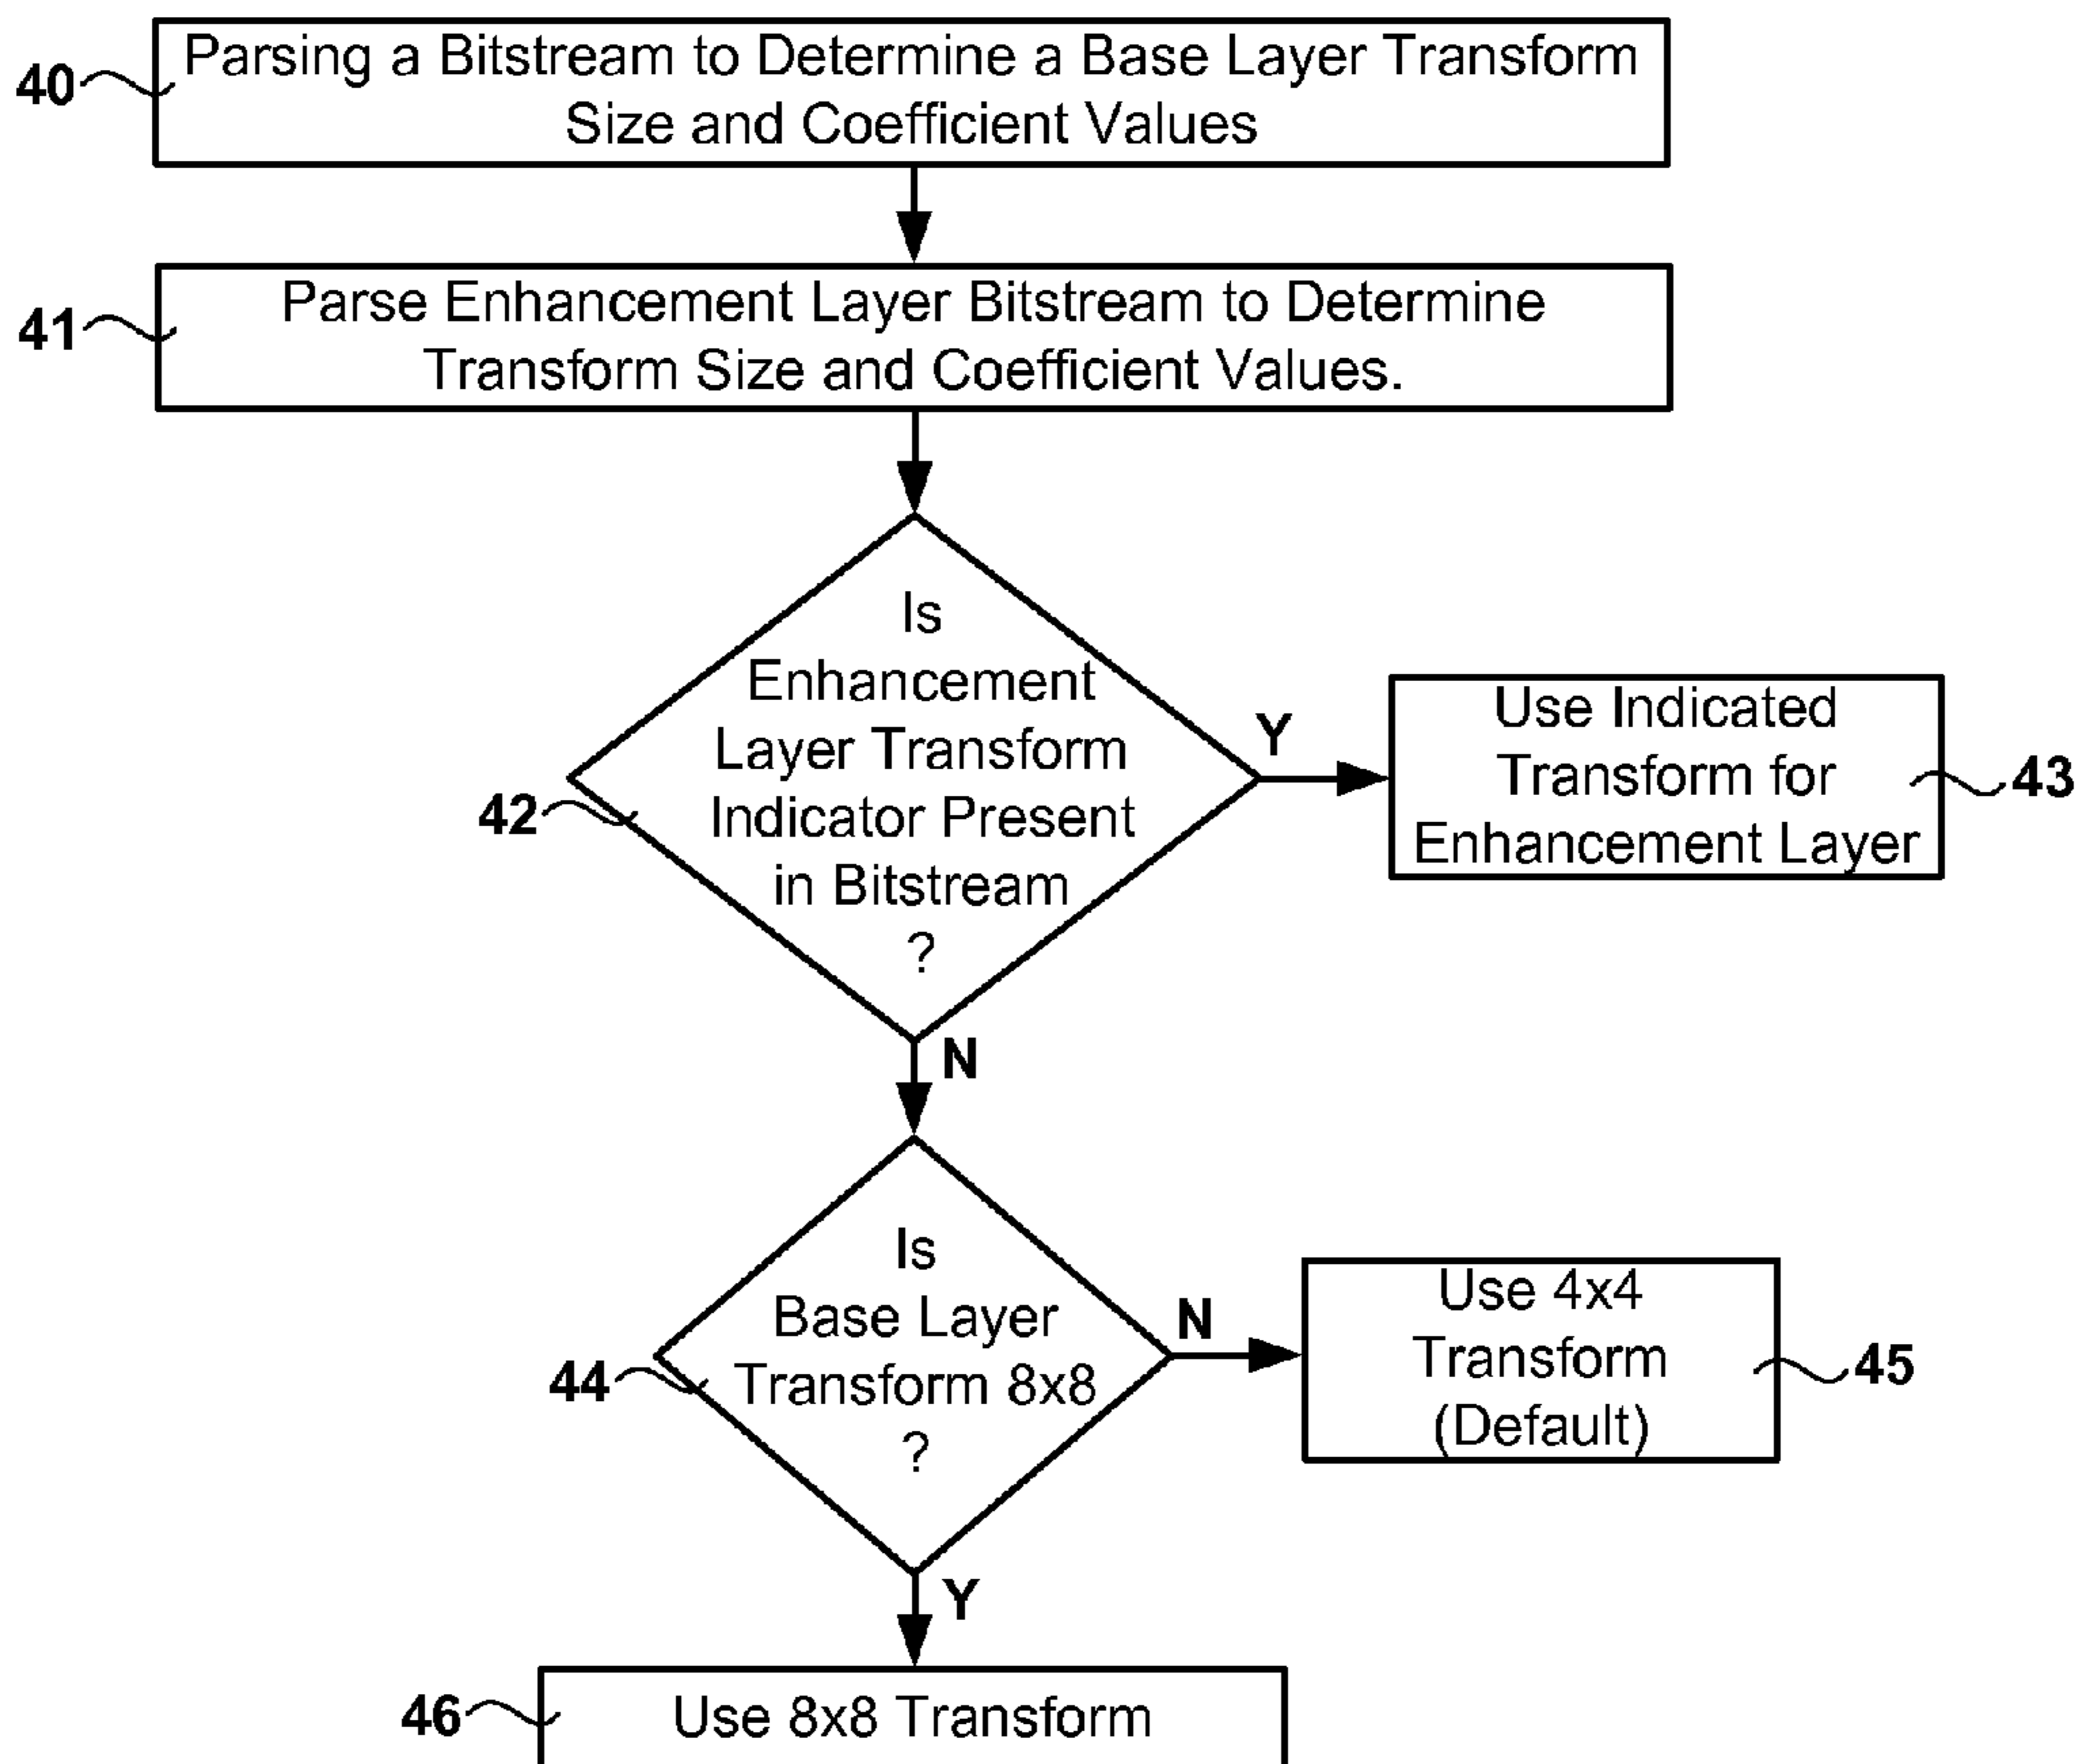 40
Parsing a Bitstream to Determine a Base Layer Transform
Size and Coefficient Values
41
Parse Enhancement Layer Bitstream to Determine
Transform Size and Coefficient Values.
Is
Enhancement
Layer Transform
Indicator Present
in Bitstream
?
42
Y
Use Indicated
Transform for
Enhancement Layer
43
N
Is
Base Layer
Transform 8x8
?
44
N
Use 4x4
Transform
(Default)
45
Y
46
Use 8x8 Transform